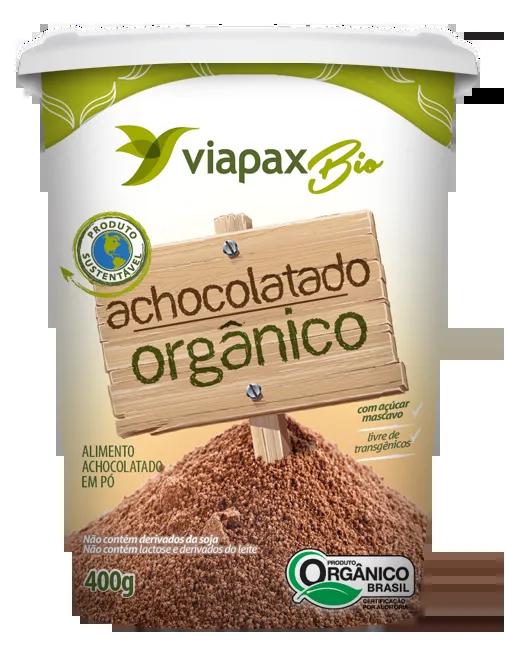 viapax Bio
PRODUTO
SUSTENTÁVEL
achocolatado
orgânico
com açúcar
mascavo
livre de
transgênicos
ALIMENTO
ACHOCOLATADO
EM PÓ
Não contém derivados da soja
Não contém lactose e derivados do leite
400g
PRODUTO
ORGÂNICO
BRASIL
CERTIFICAÇÃO
POR AUDITORIA